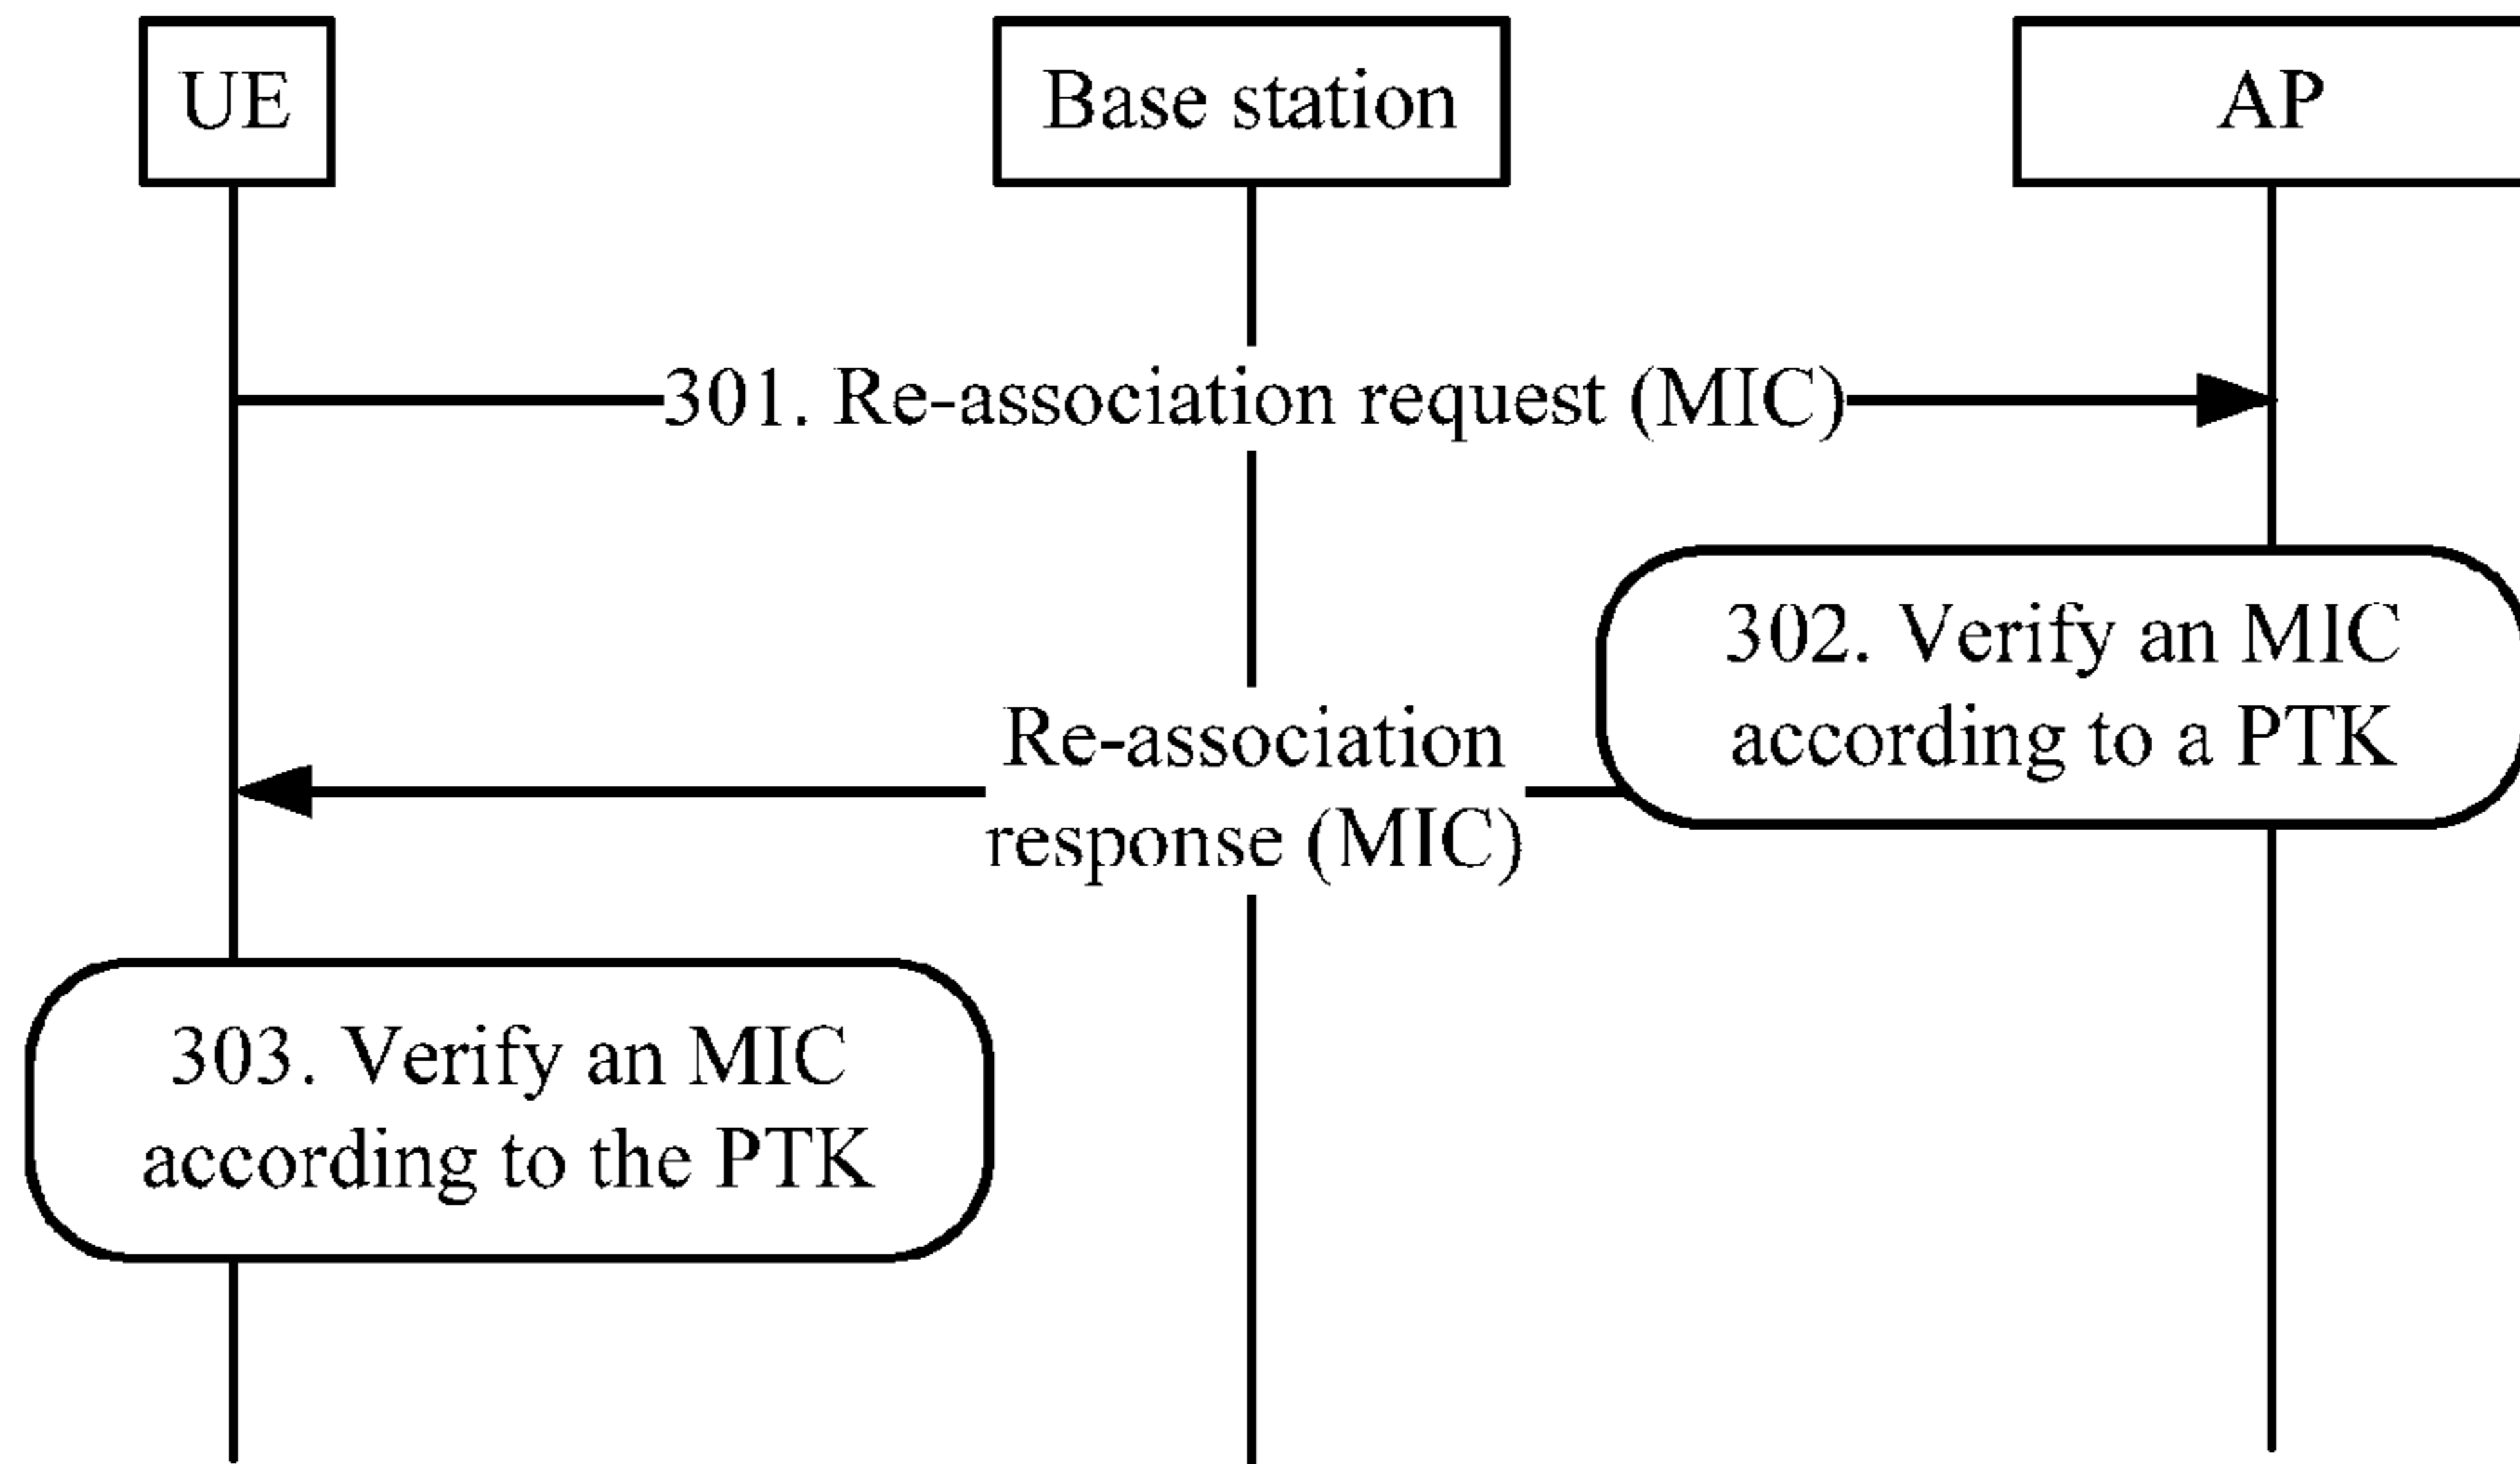 UE
Base station
AP
301. Re-association request (MIC)
302. Verify an MIC
according to a PTK
Re-association
response (MIC)
303. Verify an MIC
according to the PTK